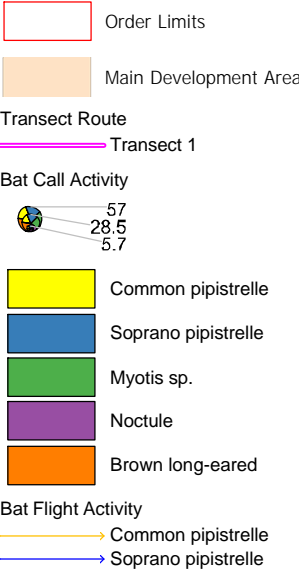 Order Limits
Main Development Area
Transect Route
Transect 1
Bat Call Activity
57
28.5
5.7
Common pipistrelle
Soprano pipistrelle
Myotis sp.
Noctule
Brown long-eared
Bat Flight Activity
Common pipistrelle
Soprano pipistrelle